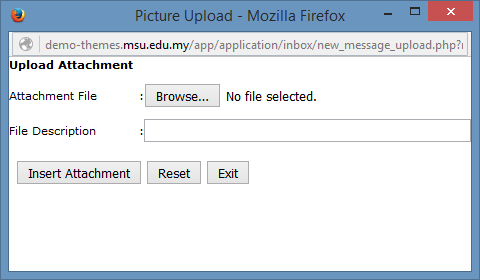 Picture Upload - Mozilla Firefox
demo-themes.msu.edu.my/app/application/inbox/new_message_upload.php?
Upload Attachment
Attachment File : Browse... No file selected.
File Description :
Insert Attachment Reset Exit